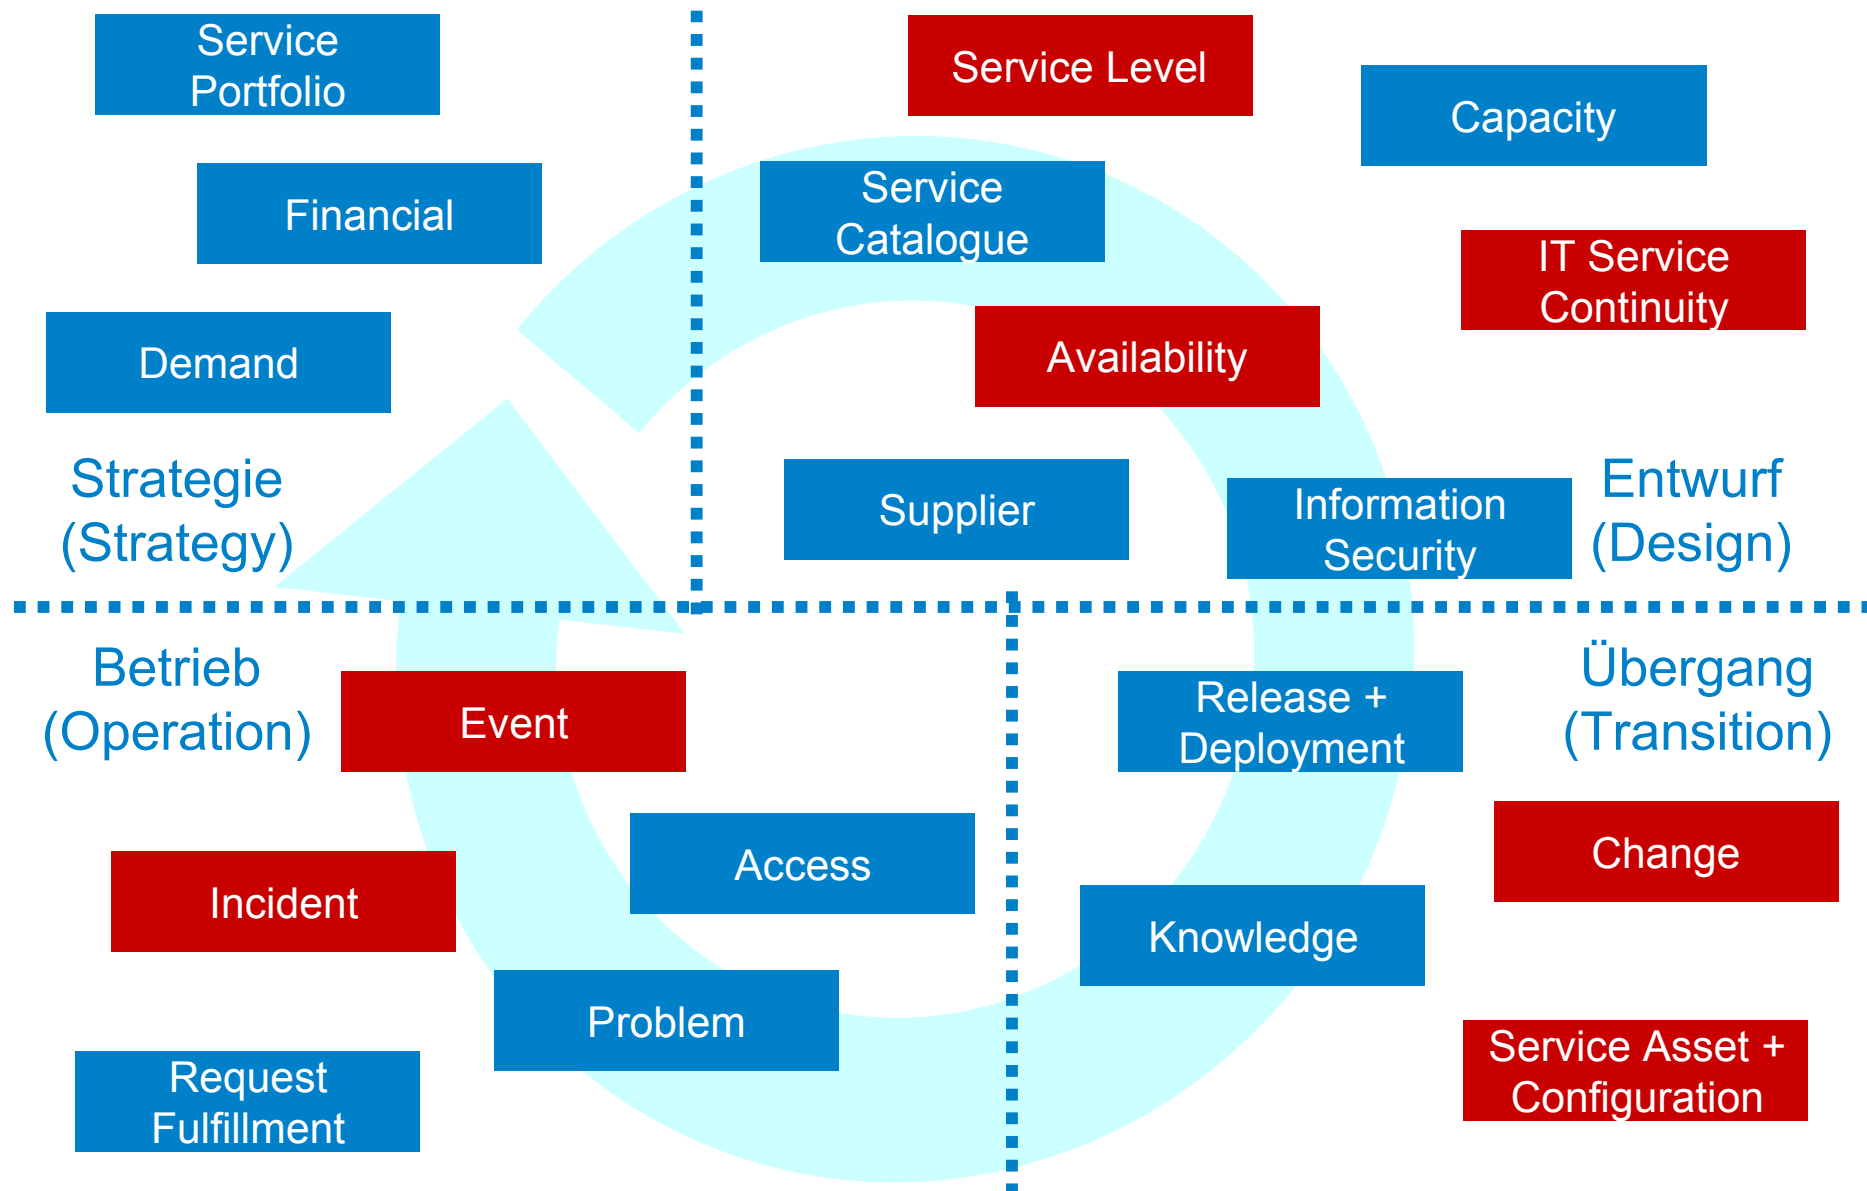 Service
Portfolio
Financial
Demand
Strategie
(Strategy)
Service Level
Capacity
Service
Catalogue
IT Service
Continuity
Availability
Supplier
Information
Security
Entwurf
(Design)
Betrieb
(Operation)
Event
Incident
Access
Problem
Request
Fulfillment
Übergang
(Transition)
Release +
Deployment
Change
Knowledge
Service Asset +
Configuration